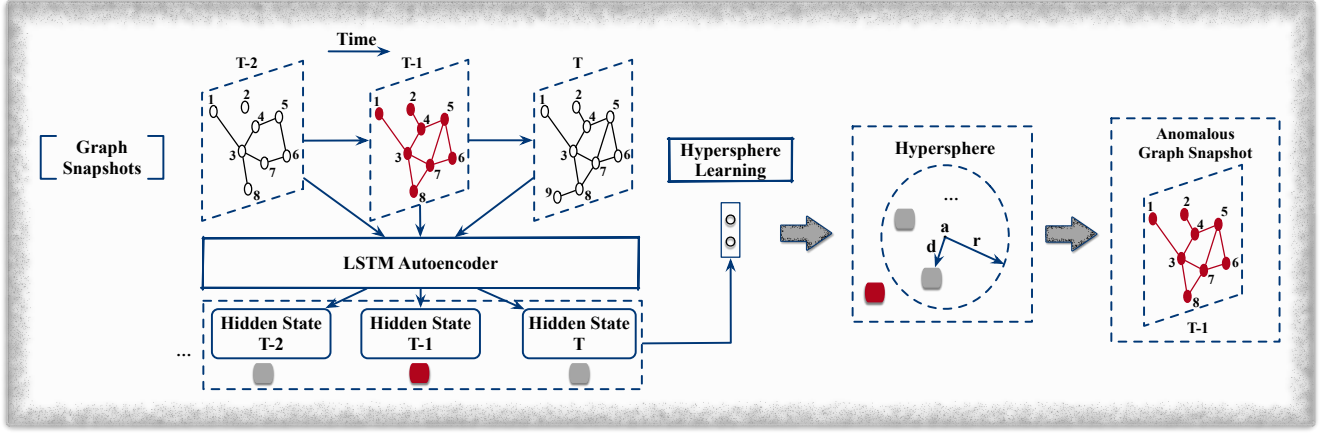 Graph
Snapshots
Time
T-2
1
2
4
5
3
6
7
8
T-1
1
2
4
5
3
6
7
8
T
1
2
4
5
3
6
7
9
8
LSTM Autoencoder
...
Hidden State
T-2
Hidden State
T-1
Hidden State
T
Hypersphere
Learning
Hypersphere
...
a
d
r
Anomalous
Graph Snapshot
1
2
4
5
3
6
7
8
T-1